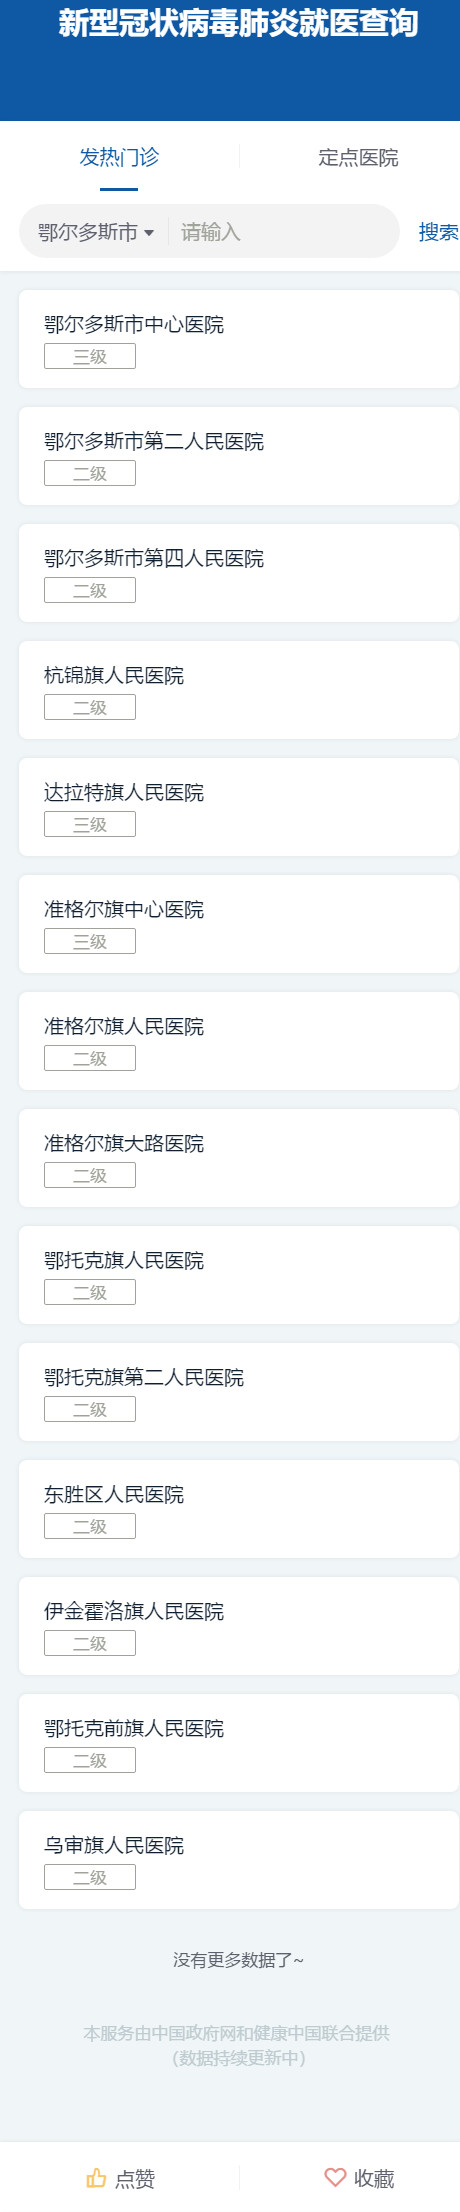 新型冠状病毒肺炎就医查询
发热门诊 定点医院
鄂尔多斯市 请输入 搜索
鄂尔多斯市中心医院
三级
鄂尔多斯市第二人民医院
二级
鄂尔多斯市第四人民医院
二级
杭锦旗人民医院
二级
达拉特旗人民医院
三级
准格尔旗中心医院
三级
准格尔旗人民医院
二级
准格尔旗大路医院
二级
鄂托克旗人民医院
二级
鄂托克旗第二人民医院
二级
东胜区人民医院
二级
伊金霍洛旗人民医院
二级
鄂托克前旗人民医院
二级
乌审旗人民医院
二级
没有更多数据了~
本服务由中国政府网和健康中国联合提供
（数据持续更新中）
点赞 收藏